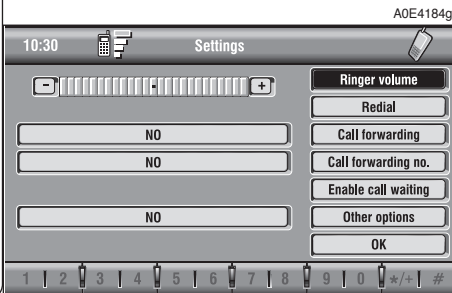 A0E4184g
10:30 Settings
- + Ringer volume
Redial
NO Call forwarding
NO Call forwarding no.
Enable call waiting
NO Other options
OK
1 2 3 4 5 6 7 8 9 0 */+ #